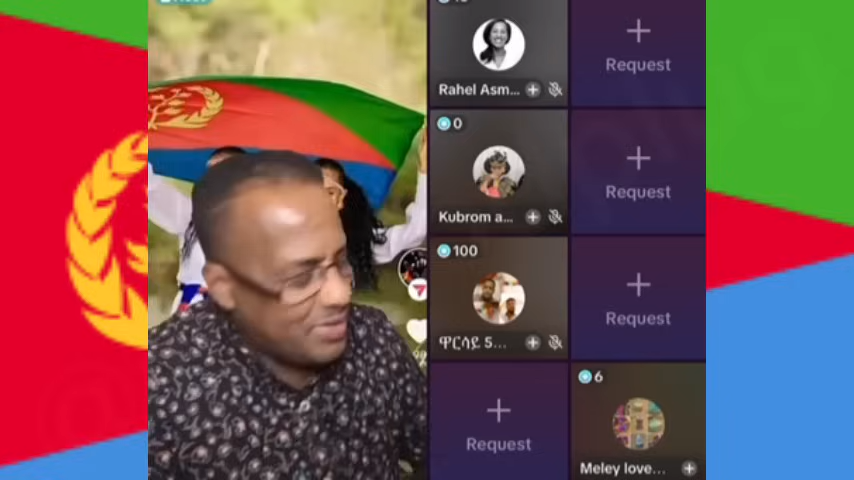 Rahel Asm...
Request
0
Kubrom a...
Request
100
ዋርሳይ 5...
Request
Request
6
Meley love...